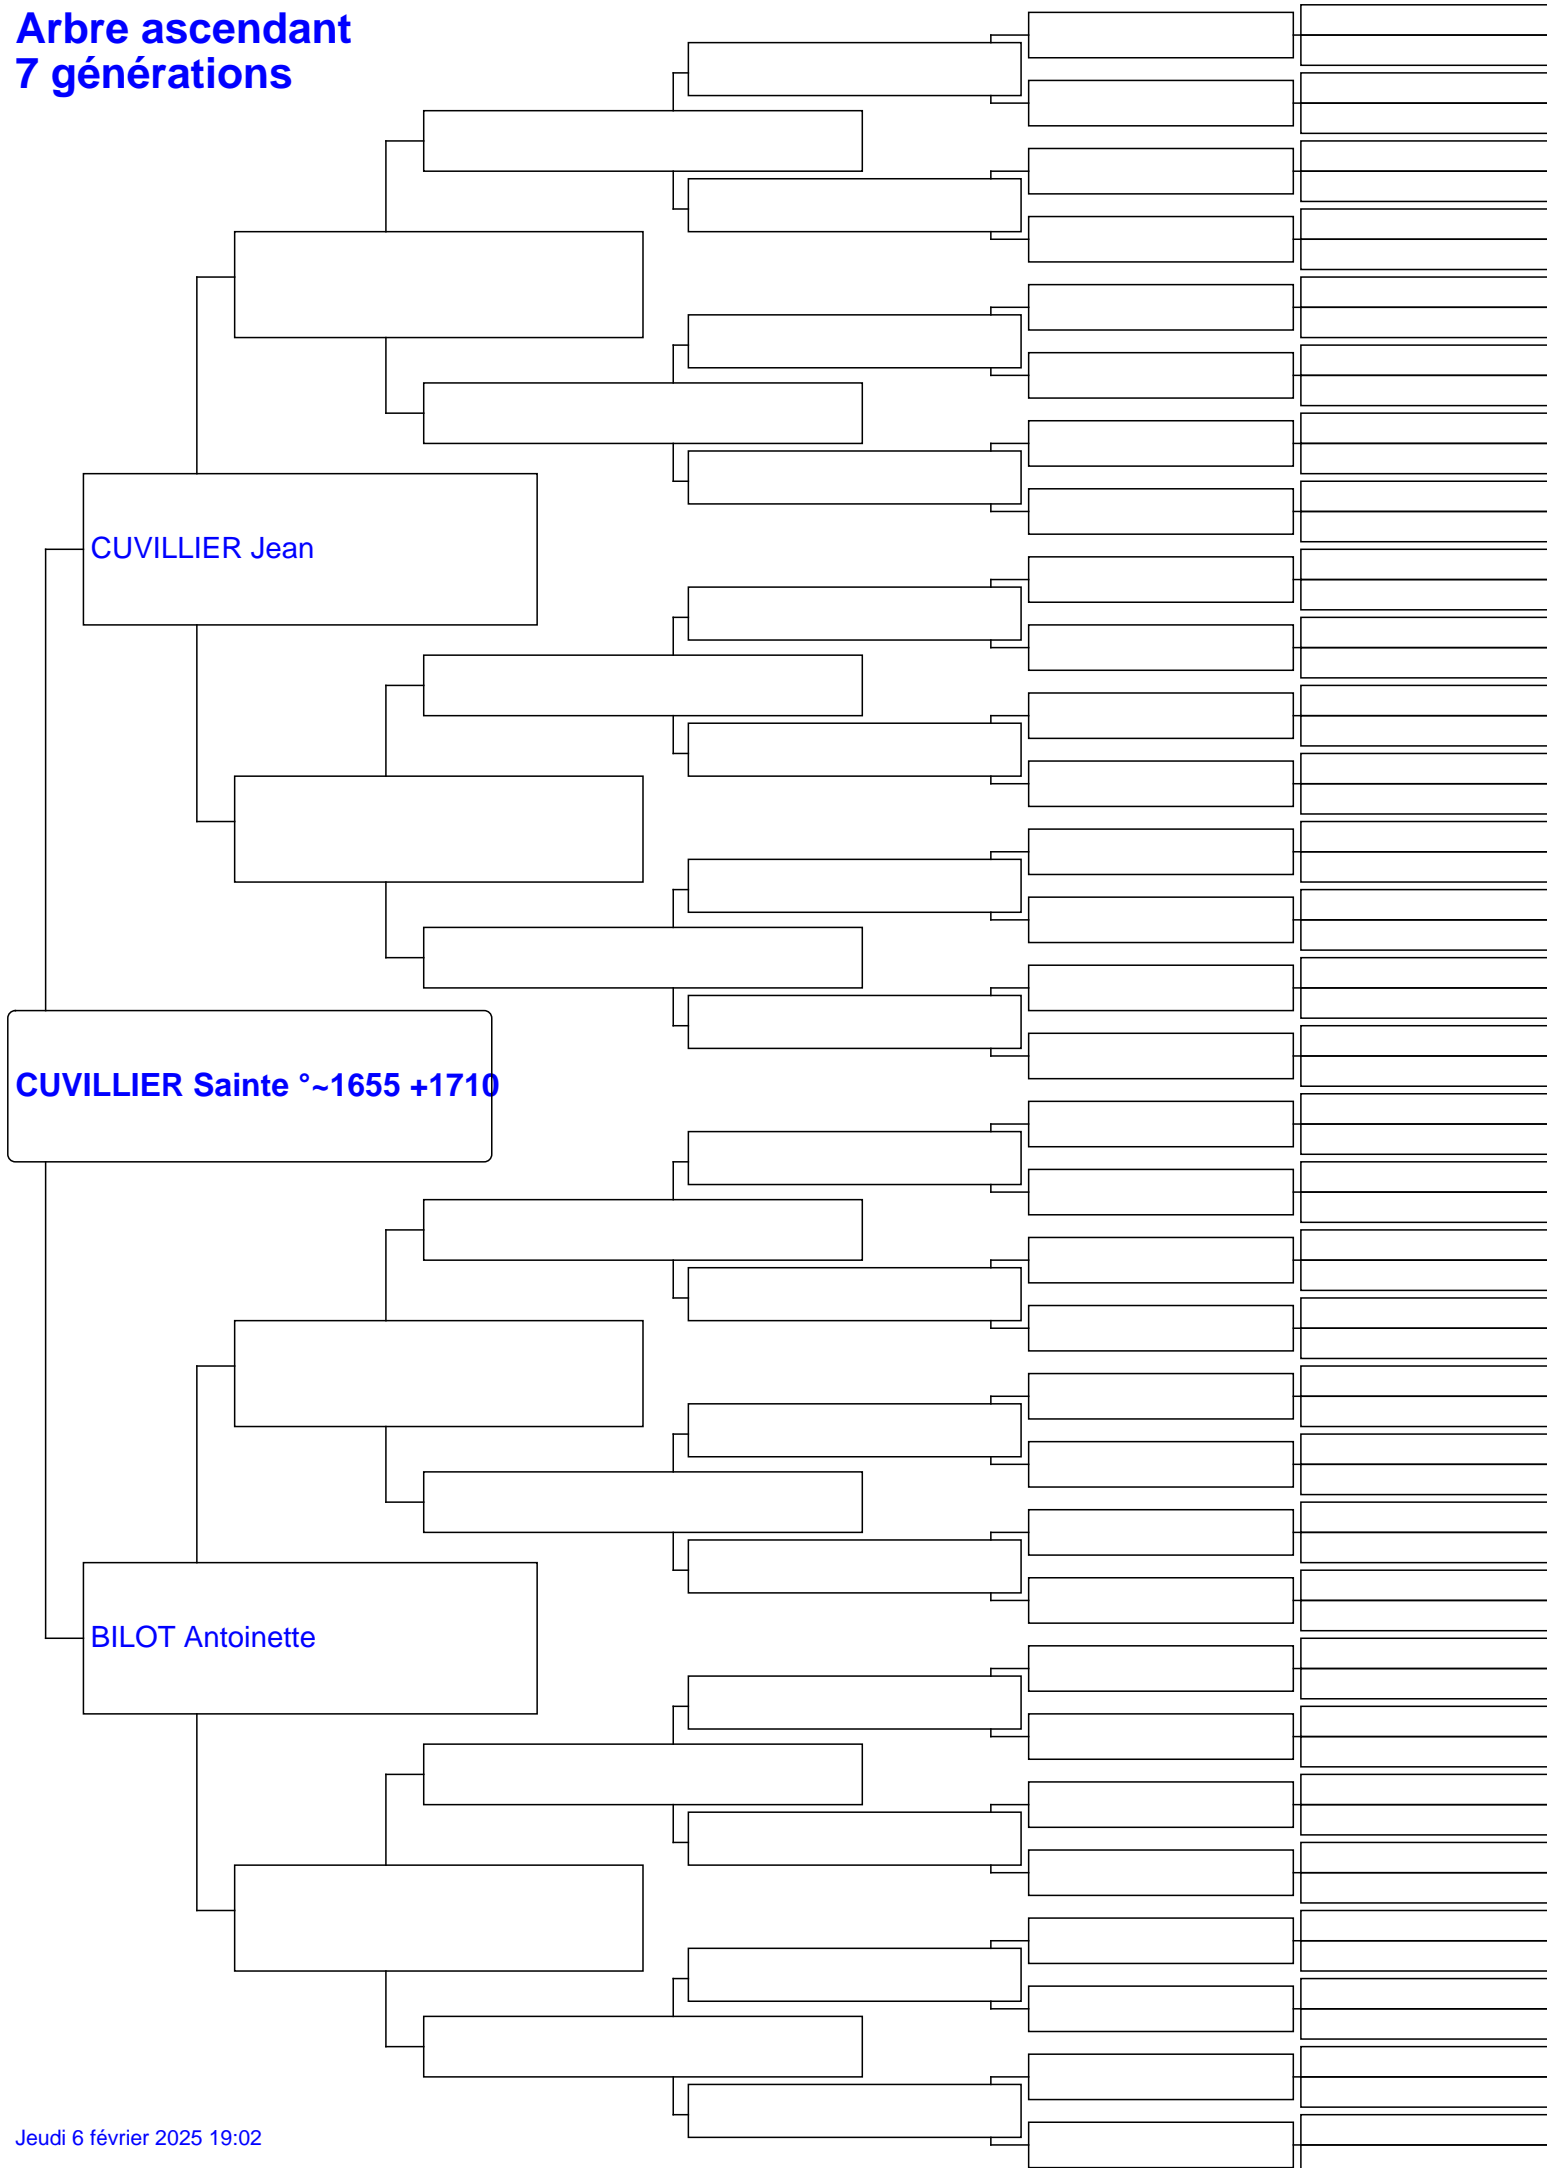 Arbre ascendant
7 générations
CUVILLIER Jean
CUVILLIER Sainte °~1655 +1710
BILOT Antoinette
Jeudi 6 février 2025 19:02